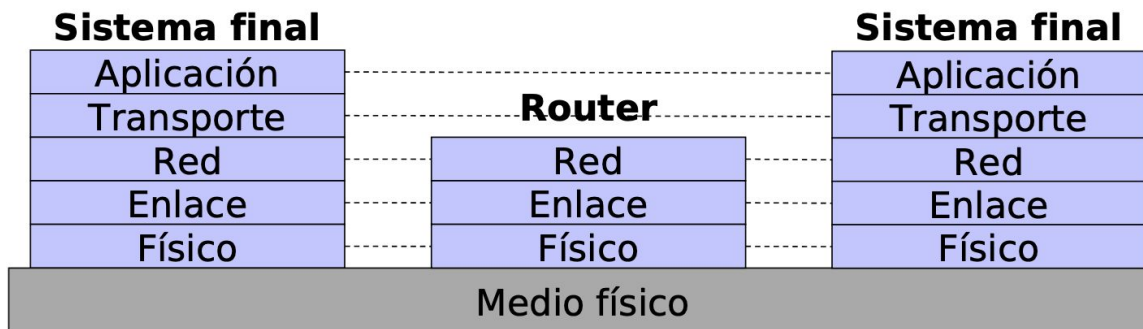 Sistema final
Aplicación
Transporte
Red
Enlace
Físico
Router
Red
Enlace
Físico
Sistema final
Aplicación
Transporte
Red
Enlace
Físico
Medio físico